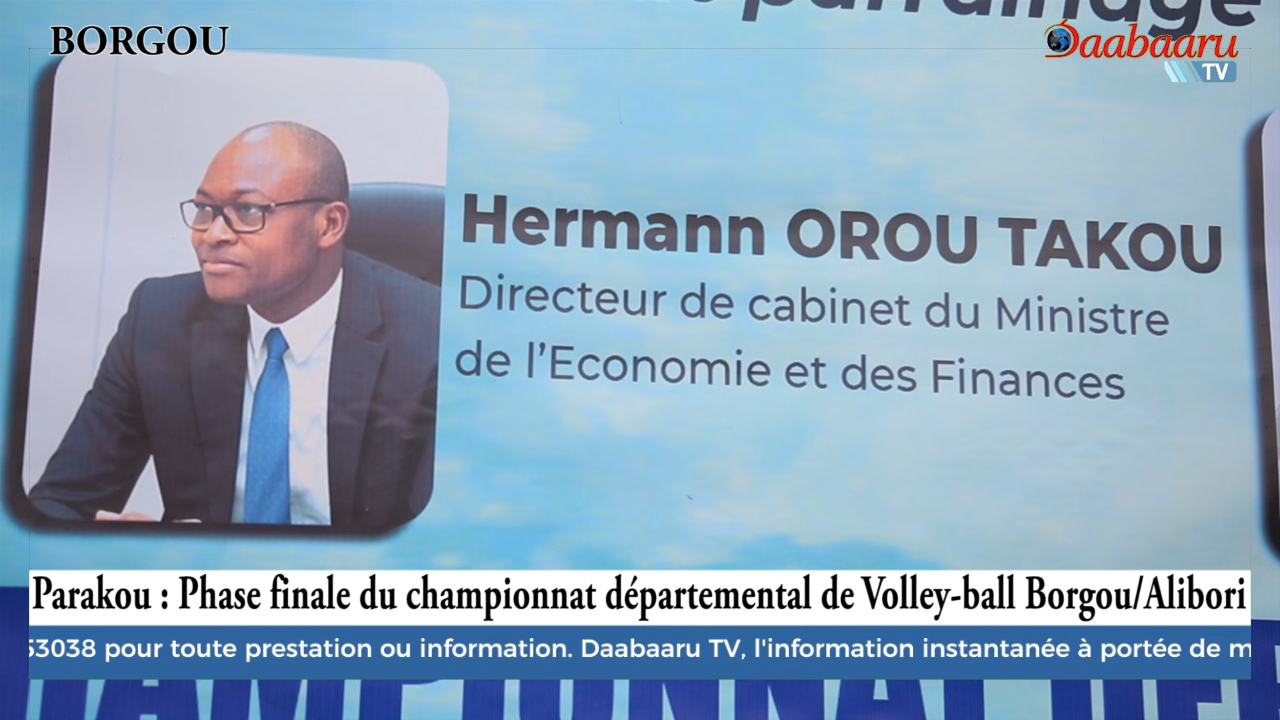 parrainage
BORGOU
Daabaaru
TV
Hermann OROU TAKOU
Directeur de cabinet du Ministre
de l'Economie et des Finances
Parakou : Phase finale du championnat départemental de Volley-ball Borgou/Alibori
53038 pour toute prestation ou information. Daabaaru TV, l'information instantanée à portée de m